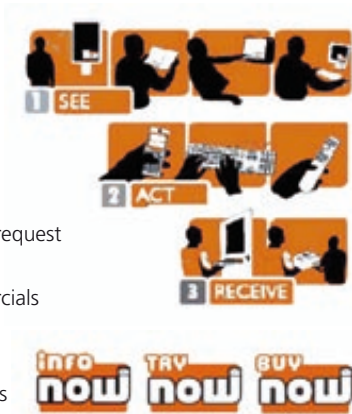 1 SEE
2 ACT
request
3 RECEIVE
rcials
info now
TRY now
BUY now
s